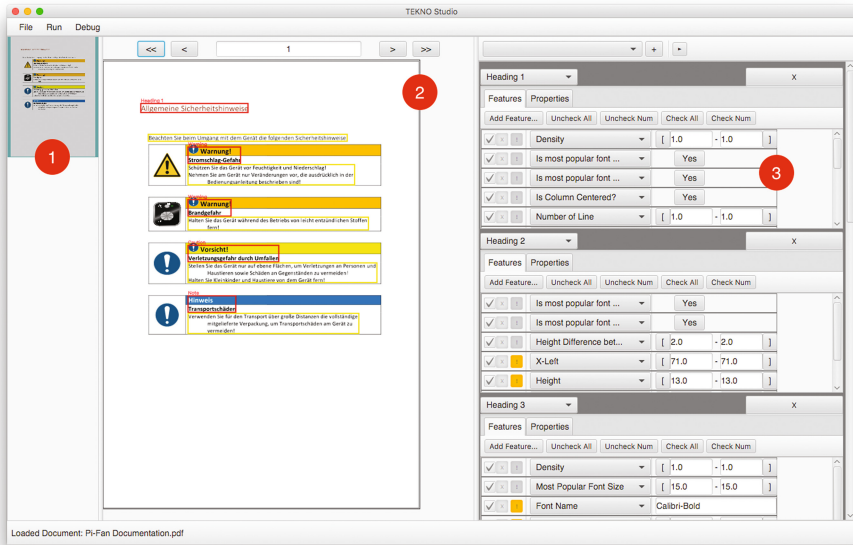 TEKNO Studio
File Run Debug
<< < 1 > >>
+
1
2
3
Heading 1
Allgemeine Sicherheitshinweise
Beachten Sie beim Umgang mit dem Gerät die folgenden Sicherheitshinweise
Warning
Warnung!
Stromschlag-Gefahr
Schützen Sie das Gerät vor Feuchtigkeit und Niederschlag!
Nehmen Sie am Gerät nur Veränderungen vor, die ausdrücklich in der
Bedienungsanleitung beschrieben sind!
Warning
Warnung!
Brandgefahr
Halten Sie das Gerät während des Betriebs von leicht entzündlichen Stoffen
fern!
Caution
Vorsicht!
Verletzungsgefahr durch Umfallen
Stellen Sie das Gerät nur auf ebene Flächen, um Verletzungen an Personen und
Haustieren sowie Schäden an Gegenständen zu vermeiden!
Halten Sie Kleinkinder und Haustiere von dem Gerät fern!
Note
Hinweis
Transportschäden
Verwenden Sie für den Transport über große Distanzen die vollständige
mitgelieferte Verpackung, um Transportschäden am Gerät zu
vermeiden!
Heading 1 X
Features Properties
Add Feature... Uncheck All Uncheck Num Check All Check Num
Density [ 1.0 - 1.0 ]
Is most popular font ... Yes
Is most popular font ... Yes
Is Column Centered? Yes
Number of Line [ 1.0 - 1.0 ]
Heading 2 X
Features Properties
Add Feature... Uncheck All Uncheck Num Check All Check Num
Is most popular font ... Yes
Is most popular font ... Yes
Height Difference bet... [ 2.0 - 2.0 ]
X-Left [ 71.0 - 71.0 ]
Height [ 13.0 - 13.0 ]
Heading 3 X
Features Properties
Add Feature... Uncheck All Uncheck Num Check All Check Num
Density [ 1.0 - 1.0 ]
Most Popular Font Size [ 15.0 - 15.0 ]
Font Name Calibri-Bold
Loaded Document: Pi-Fan Documentation.pdf